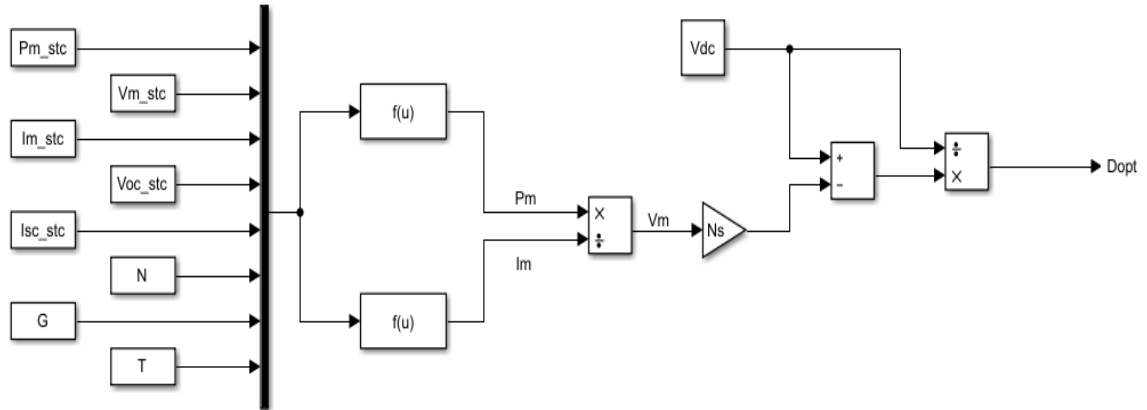 Pm_stc
Vm_stc
Im_stc
Voc_stc
Isc_stc
N
G
T
f(u)
f(u)
Pm
Im
×
÷
Vm
Ns
Vdc
+
−
÷
×
Dopt